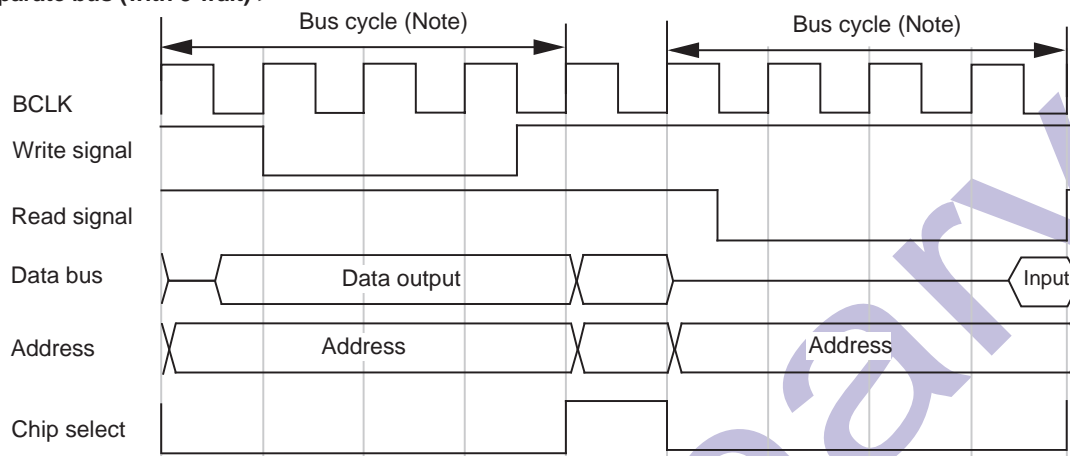 Bus cycle (Note)
Bus cycle (Note)
BCLK
Write signal
Read signal
Data bus
Data output
Input
Address
Address
Address
Chip select